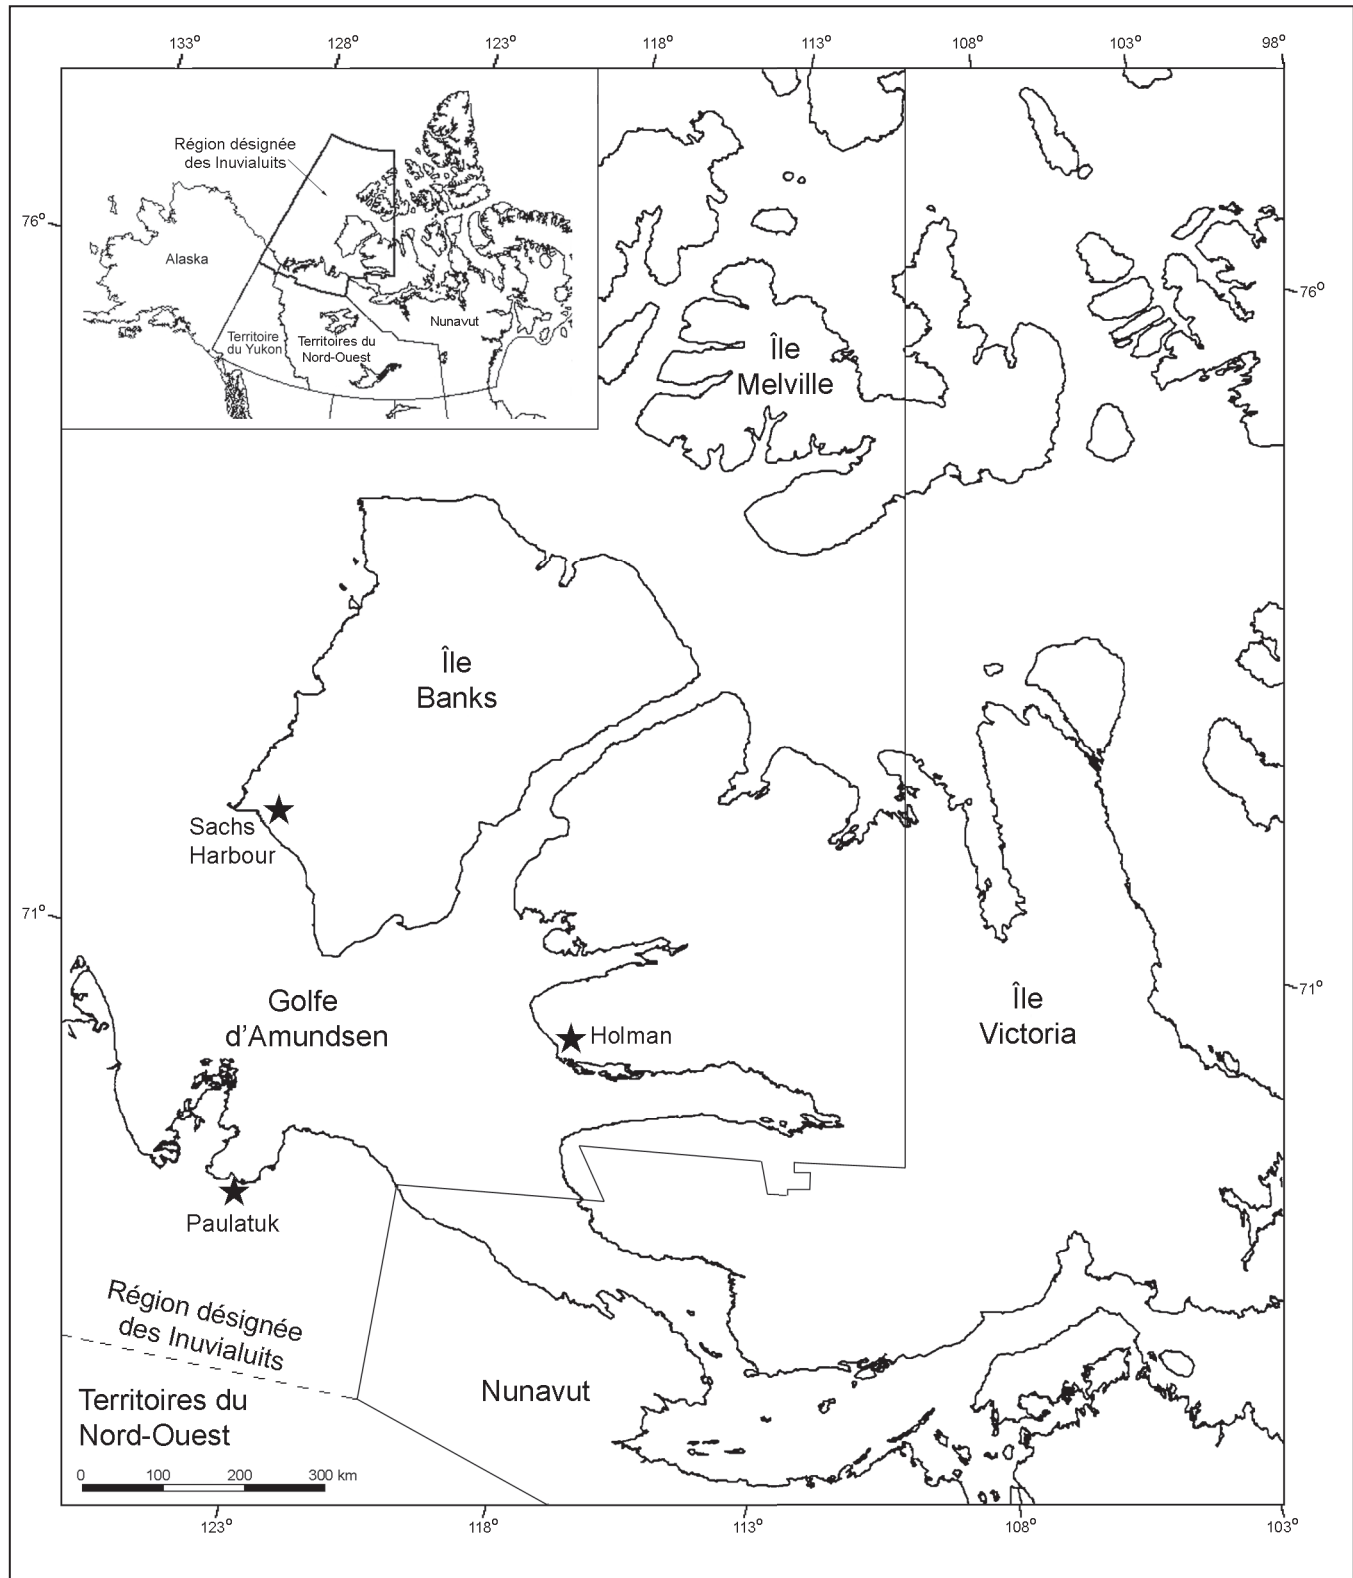 133° 128° 123° 118° 113° 108° 103° 98°
Région désignée
des Inuvialuits
76°
Alaska
76°
Nunavut
Territoire
du Yukon
Territoires du
Nord-Ouest
Île
Melville
Île
Banks
Sachs
Harbour
71°
71°
Île
Victoria
Golfe
d'Amundsen
Holman
Paulatuk
Région désignée
des Inuvialuits
Nunavut
Territoires du
Nord-Ouest
0 100 200 300 km
123° 118° 113° 108° 103°